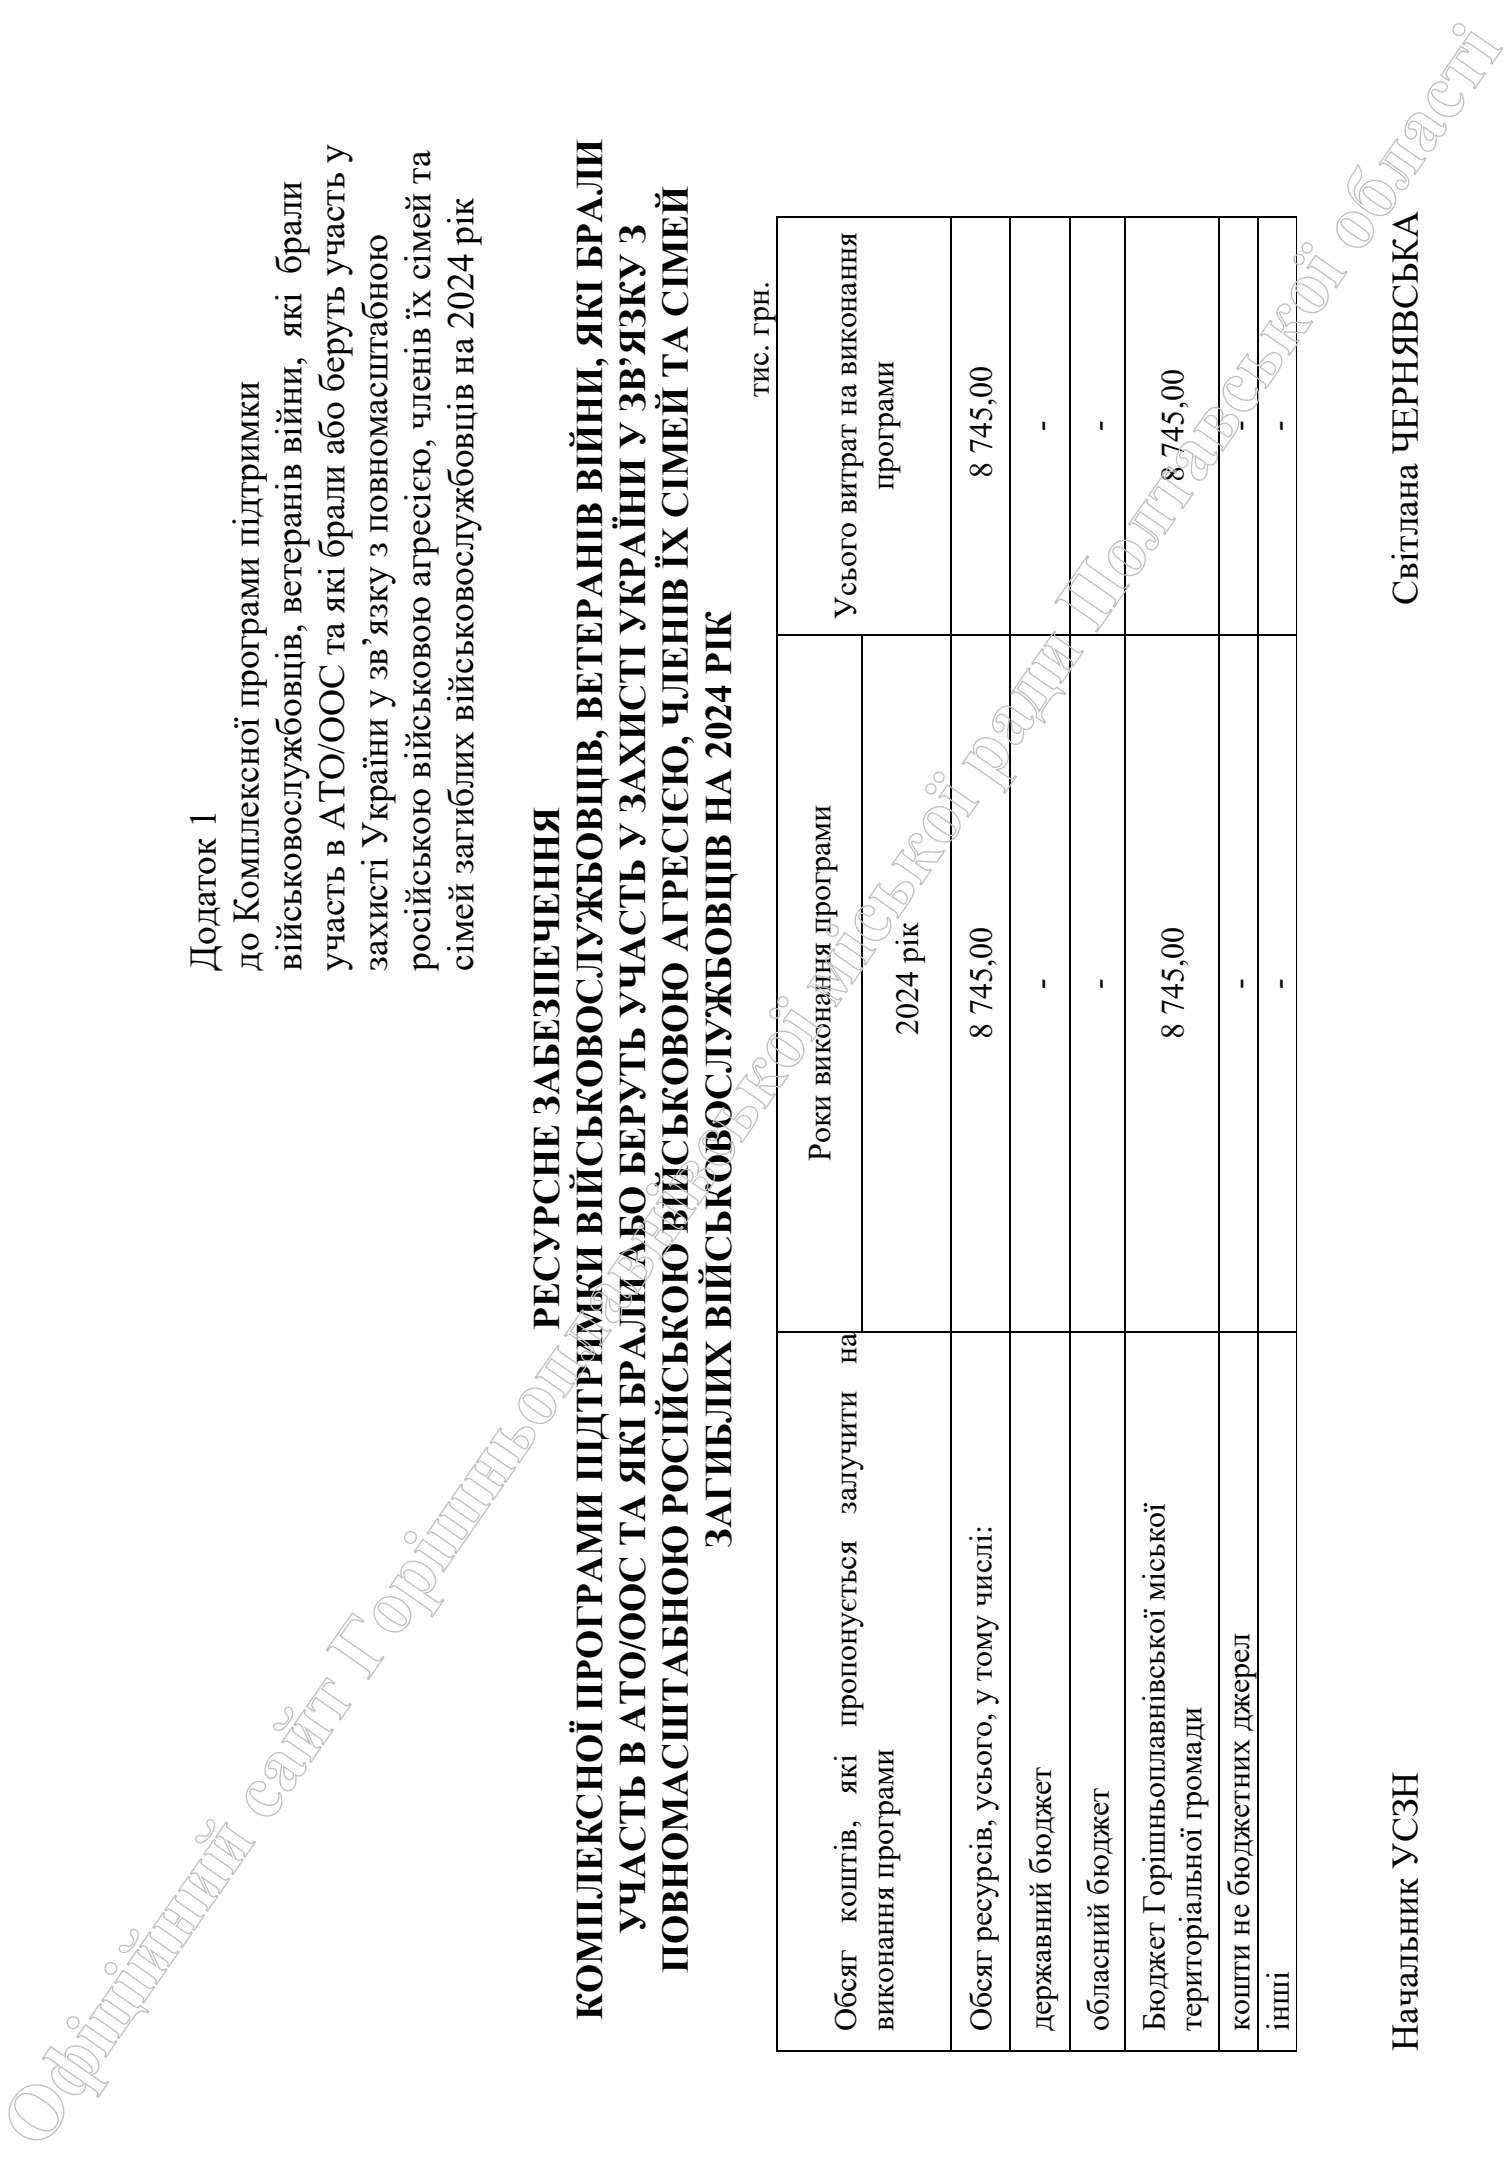 Додаток 1
до Комплексної програми підтримки
військовослужбовців, ветеранів війни, які брали
участь в АТО/ООС та які брали або беруть участь у
захисті України у зв’язку з повномасштабною
російською військовою агресією, членів їх сімей та
сімей загиблих військовослужбовців на 2024 рік
РЕСУРСНЕ ЗАБЕЗПЕЧЕННЯ
КОМПЛЕКСНОЇ ПРОГРАМИ ПІДТРИМКИ ВІЙСЬКОВОСЛУЖБОВЦІВ, ВЕТЕРАНІВ ВІЙНИ, ЯКІ БРАЛИ
УЧАСТЬ В АТО/ООС ТА ЯКІ БРАЛИ АБО БЕРУТЬ УЧАСТЬ У ЗАХИСТІ УКРАЇНИ У ЗВ’ЯЗКУ З
ПОВНОМАСШТАБНОЮ РОСІЙСЬКОЮ ВІЙСЬКОВОЮ АГРЕСІЄЮ, ЧЛЕНІВ ЇХ СІМЕЙ ТА СІМЕЙ
ЗАГИБЛИХ ВІЙСЬКОВОСЛУЖБОВЦІВ НА 2024 РІК
тис. грн.
Обсяг коштів, які пропонується залучити на
виконання програми
Роки виконання програми
2024 рік
Усього витрат на виконання
програми
Обсяг ресурсів, усього, у тому числі: 8 745,00 8 745,00
державний бюджет - -
обласний бюджет - -
Бюджет Горішньоплавнівської міської
територіальної громади 8 745,00 8 745,00
кошти не бюджетних джерел - -
інші - -
Начальник УСЗН Світлана ЧЕРНЯВСЬКА
Офіційний сайт Горішньоплавнівської міської ради Полтавської області